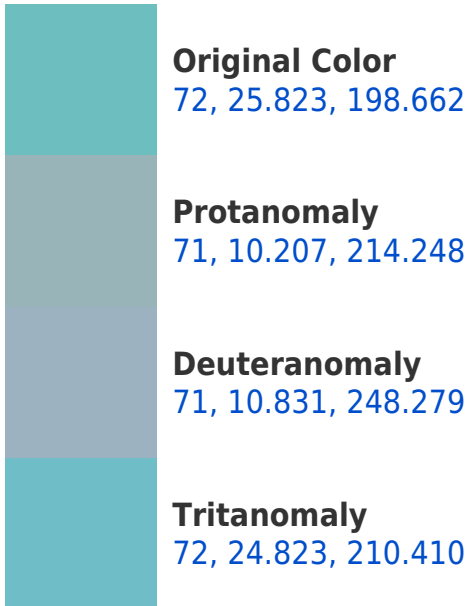 Original Color
72, 25.823, 198.662
Protanomaly
71, 10.207, 214.248
Deuteranomaly
71, 10.831, 248.279
Tritanomaly
72, 24.823, 210.410